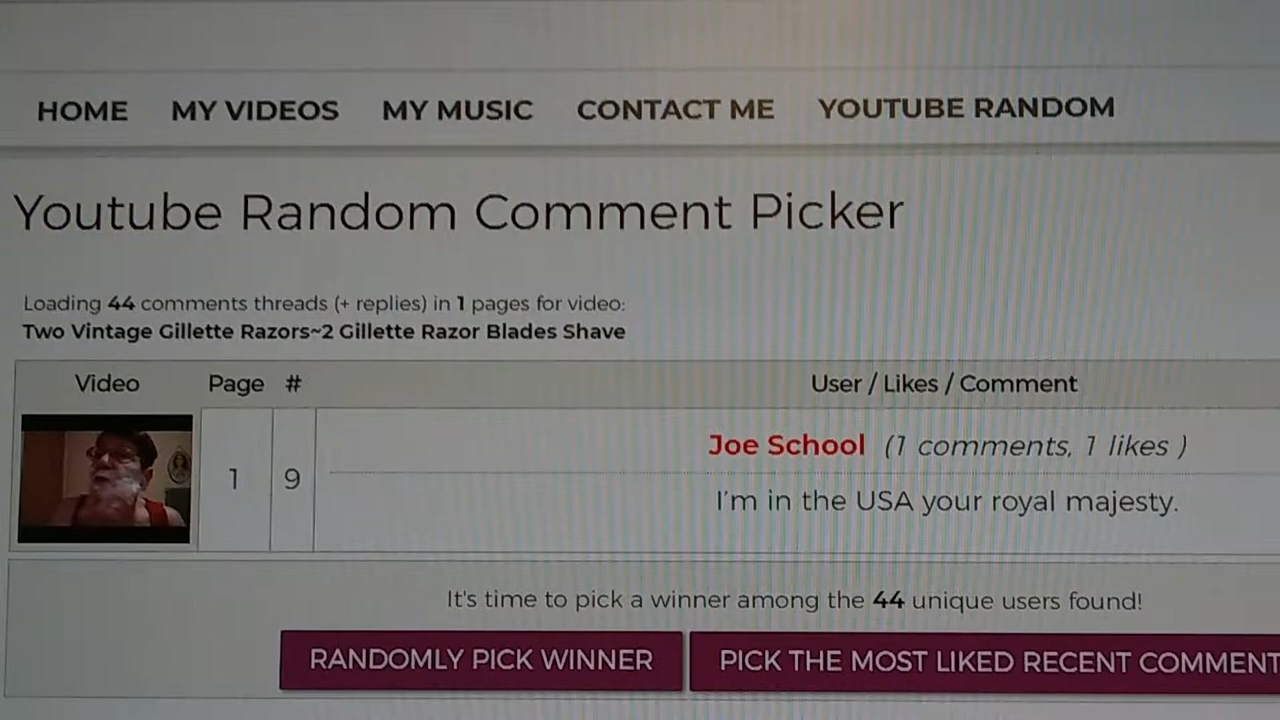 HOME MY VIDEOS MY MUSIC CONTACT ME YOUTUBE RANDOM
Youtube Random Comment Picker
Loading 44 comments threads (+ replies) in 1 pages for video:
Two Vintage Gillette Razors~2 Gillette Razor Blades Shave
Video Page # User / Likes / Comment
Joe School (1 comments, 1 likes )
1 9
I'm in the USA your royal majesty.
It's time to pick a winner among the 44 unique users found!
RANDOMLY PICK WINNER PICK THE MOST LIKED RECENT COMMENT